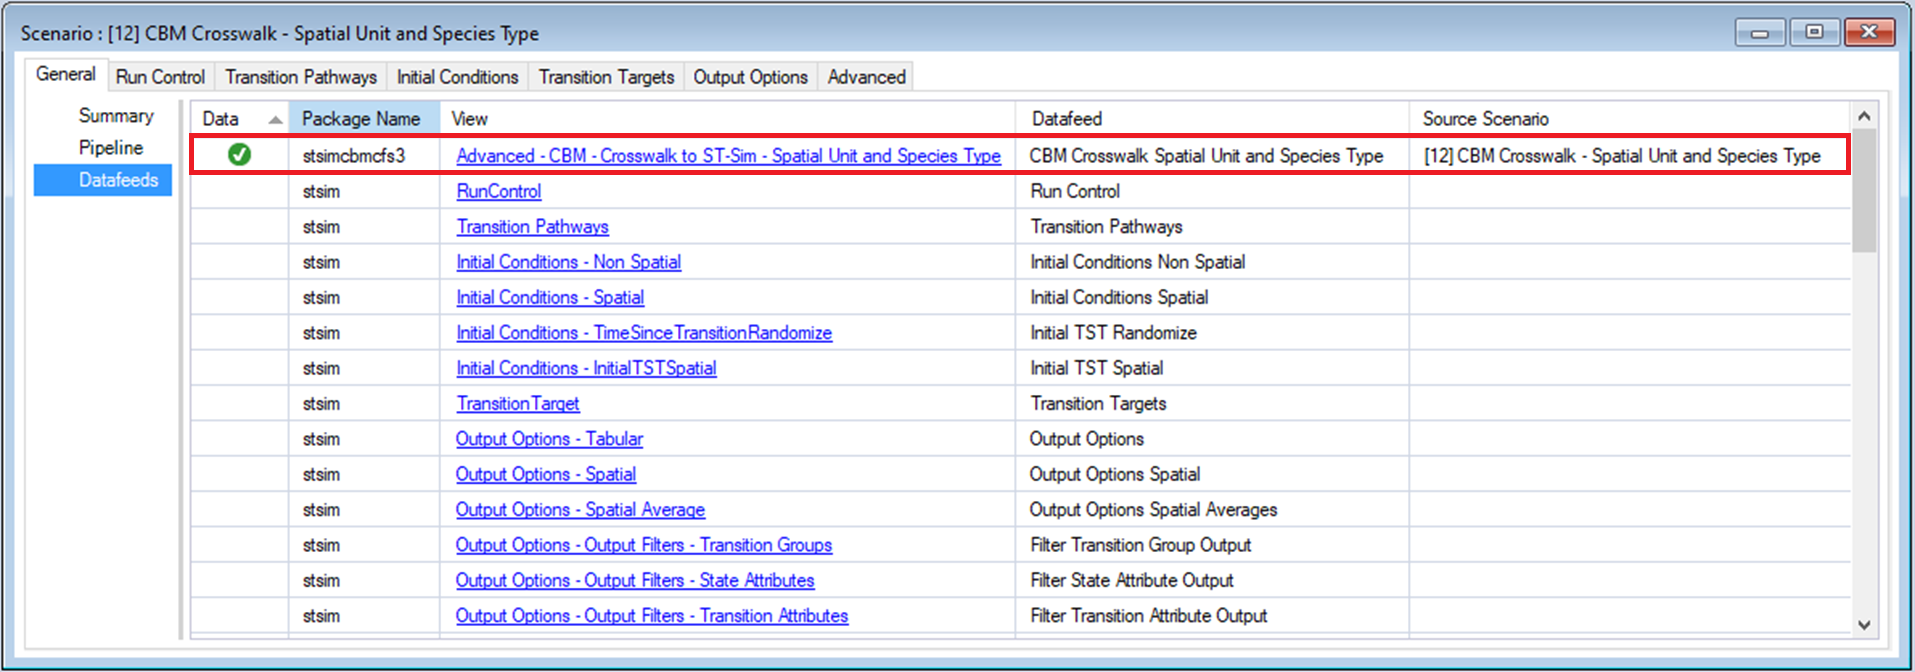 Scenario : [12] CBM Crosswalk - Spatial Unit and Species Type
General Run Control Transition Pathways Initial Conditions Transition Targets Output Options Advanced
Summary
Pipeline
Datafeeds
Data Package Name View Datafeed Source Scenario
stsimcbmcfs3 Advanced - CBM - Crosswalk to ST-Sim - Spatial Unit and Species Type CBM Crosswalk Spatial Unit and Species Type [12] CBM Crosswalk - Spatial Unit and Species Type
stsim RunControl Run Control
stsim Transition Pathways Transition Pathways
stsim Initial Conditions - Non Spatial Initial Conditions Non Spatial
stsim Initial Conditions - Spatial Initial Conditions Spatial
stsim Initial Conditions - TimeSinceTransitionRandomize Initial TST Randomize
stsim Initial Conditions - InitialTSTSpatial Initial TST Spatial
stsim TransitionTarget Transition Targets
stsim Output Options - Tabular Output Options
stsim Output Options - Spatial Output Options Spatial
stsim Output Options - Spatial Average Output Options Spatial Averages
stsim Output Options - Output Filters - Transition Groups Filter Transition Group Output
stsim Output Options - Output Filters - State Attributes Filter State Attribute Output
stsim Output Options - Output Filters - Transition Attributes Filter Transition Attribute Output